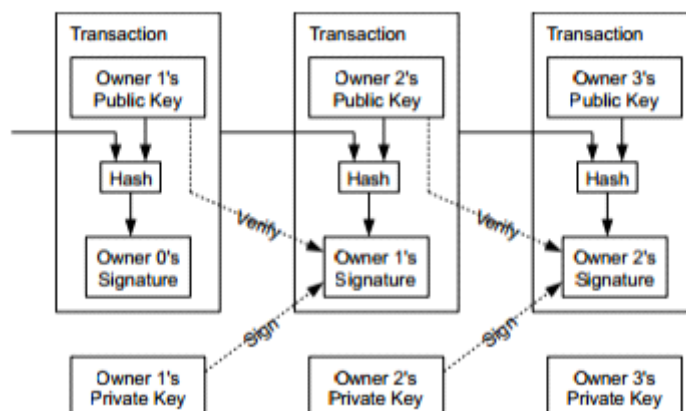 Transaction
Owner 1's
Public Key
Hash
Owner 0's
Signature
Transaction
Owner 2's
Public Key
Hash
Verify
Owner 1's
Signature
Transaction
Owner 3's
Public Key
Hash
Verify
Owner 2's
Signature
Sign
Sign
Owner 1's
Private Key
Owner 2's
Private Key
Owner 3's
Private Key